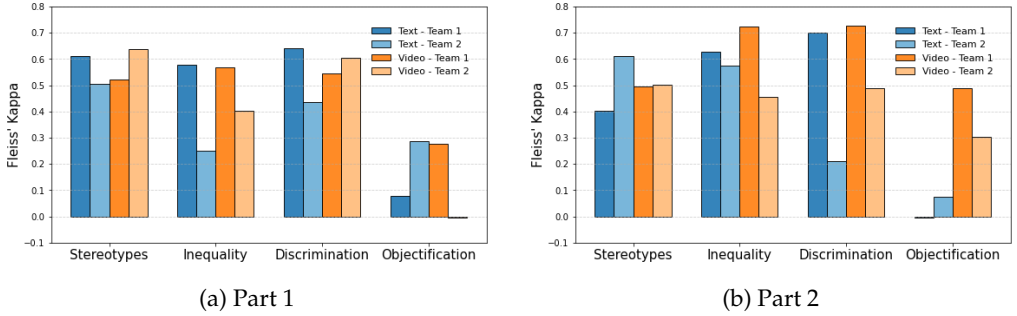 0.8
0.7
0.6
0.5
0.4
0.3
0.2
0.1
0.0
−0.1
Fleiss' Kappa
Text - Team 1
Text - Team 2
Video - Team 1
Video - Team 2
Stereotypes Inequality Discrimination Objectification
(a) Part 1
0.8
0.7
0.6
0.5
0.4
0.3
0.2
0.1
0.0
−0.1
Fleiss' Kappa
Text - Team 1
Text - Team 2
Video - Team 1
Video - Team 2
Stereotypes Inequality Discrimination Objectification
(b) Part 2